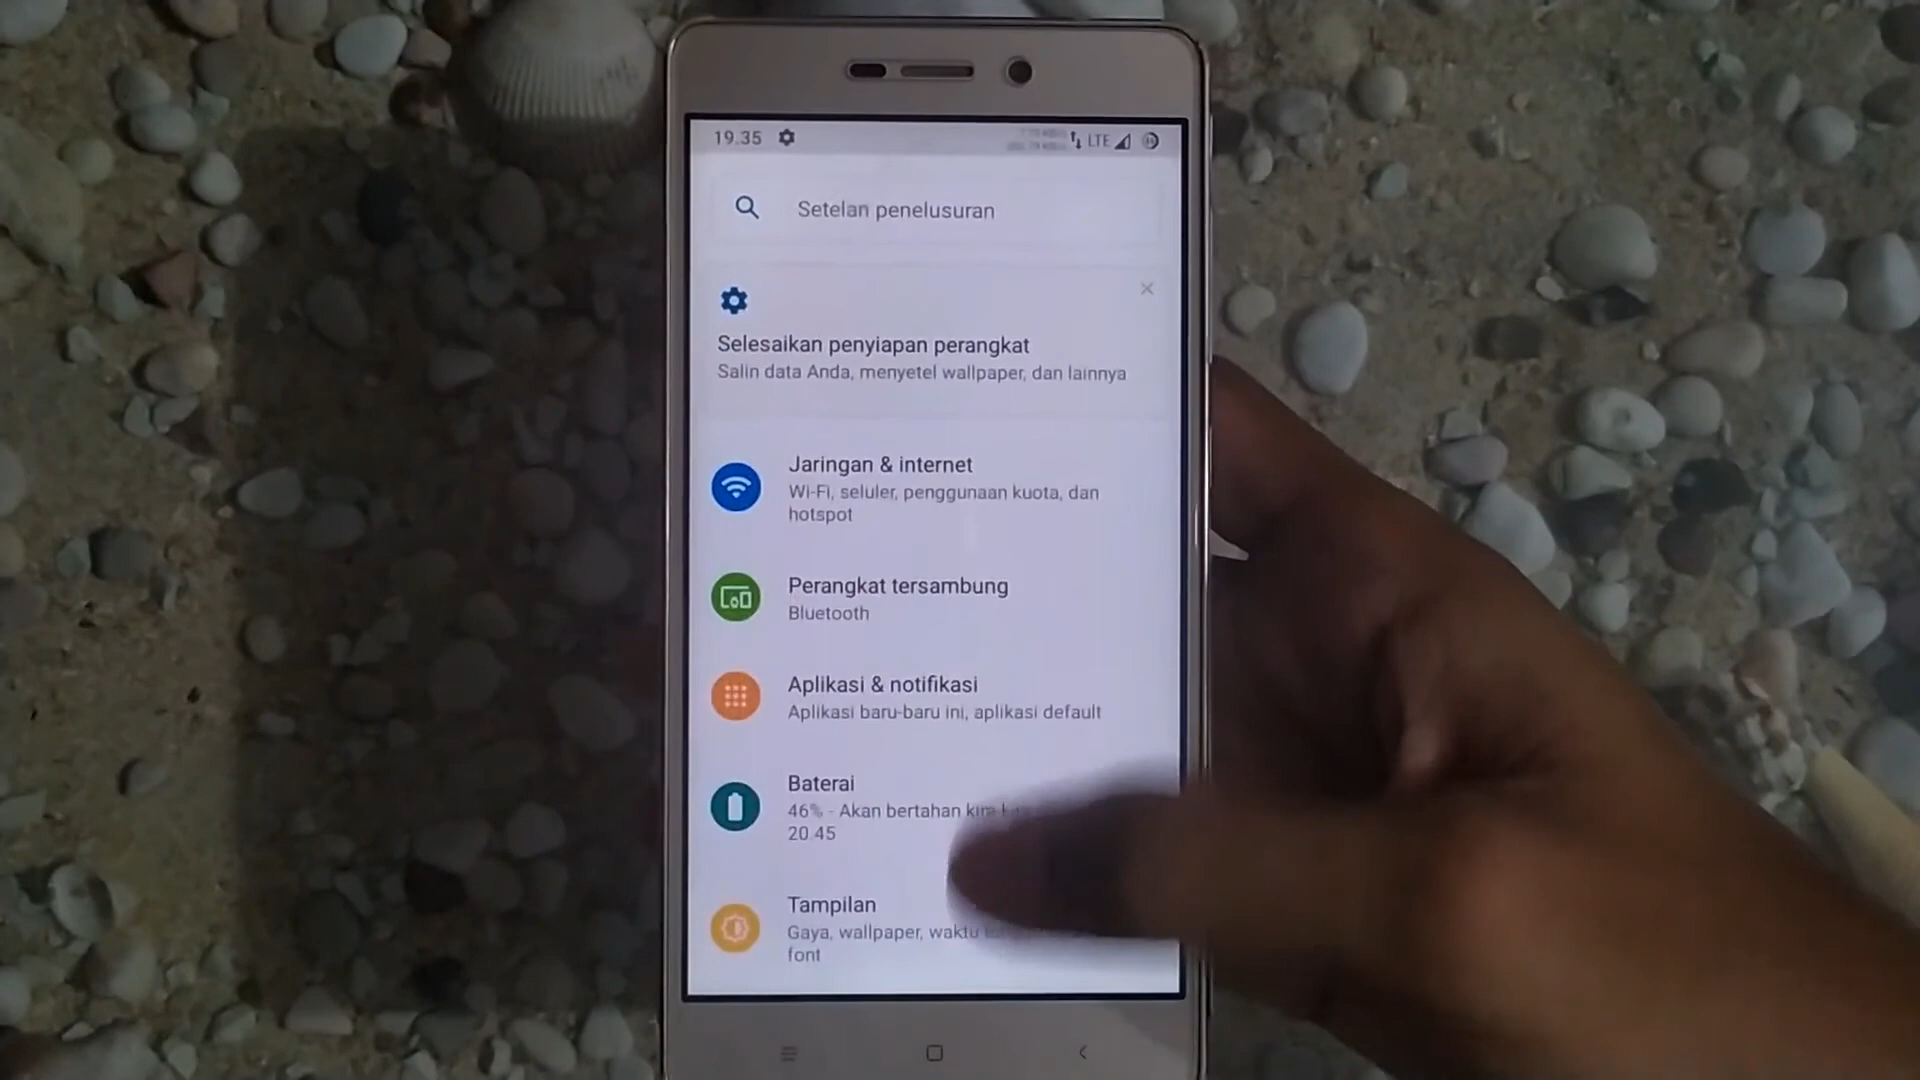 19.35
LTE
Setelan penelusuran
Selesaikan penyiapan perangkat
Salin data Anda, menyetel wallpaper, dan lainnya
Jaringan & internet
Wi-Fi, seluler, penggunaan kuota, dan
hotspot
Perangkat tersambung
Bluetooth
Aplikasi & notifikasi
Aplikasi baru-baru ini, aplikasi default
Baterai
46% - Akan bertahan
20.45
Tampilan
Gaya, wallpaper, waktu
font